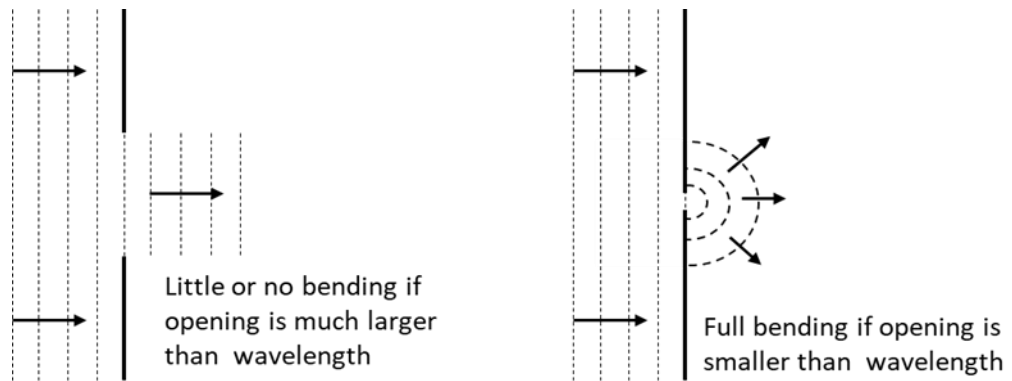 Little or no bending if
opening is much larger
than wavelength
Full bending if opening is
smaller than wavelength